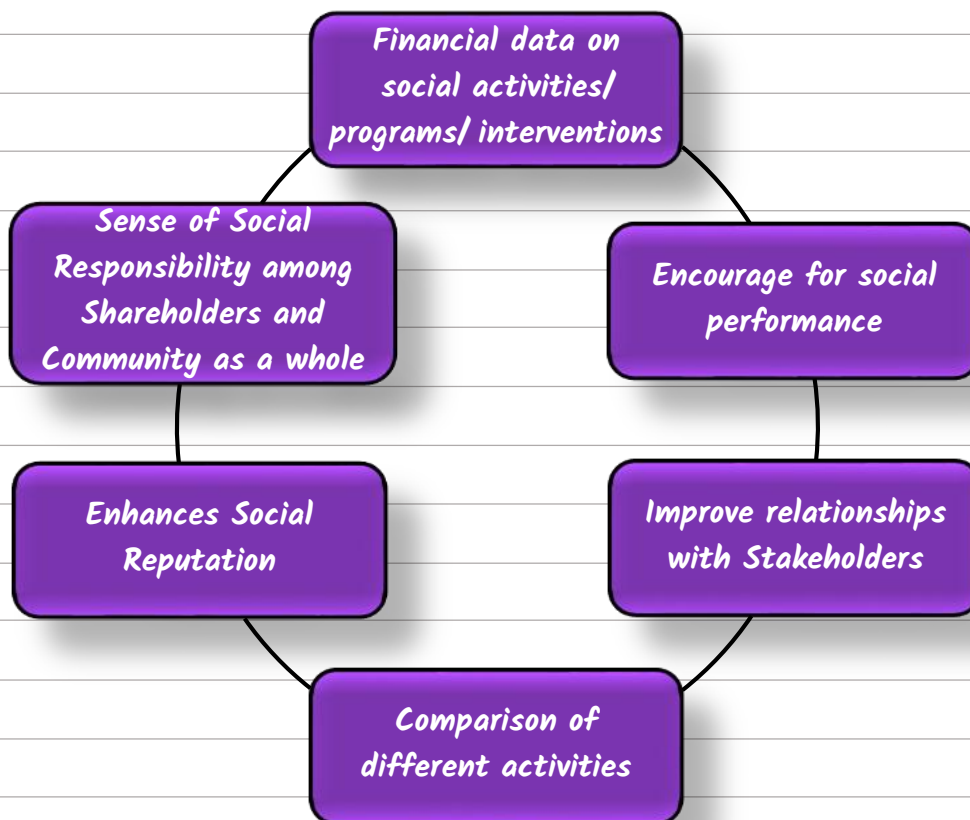 Financial data on
social activities/
programs/ interventions
Encourage for social
performance
Improve relationships
with Stakeholders
Comparison of
different activities
Enhances Social
Reputation
Sense of Social
Responsibility among
Shareholders and
Community as a whole